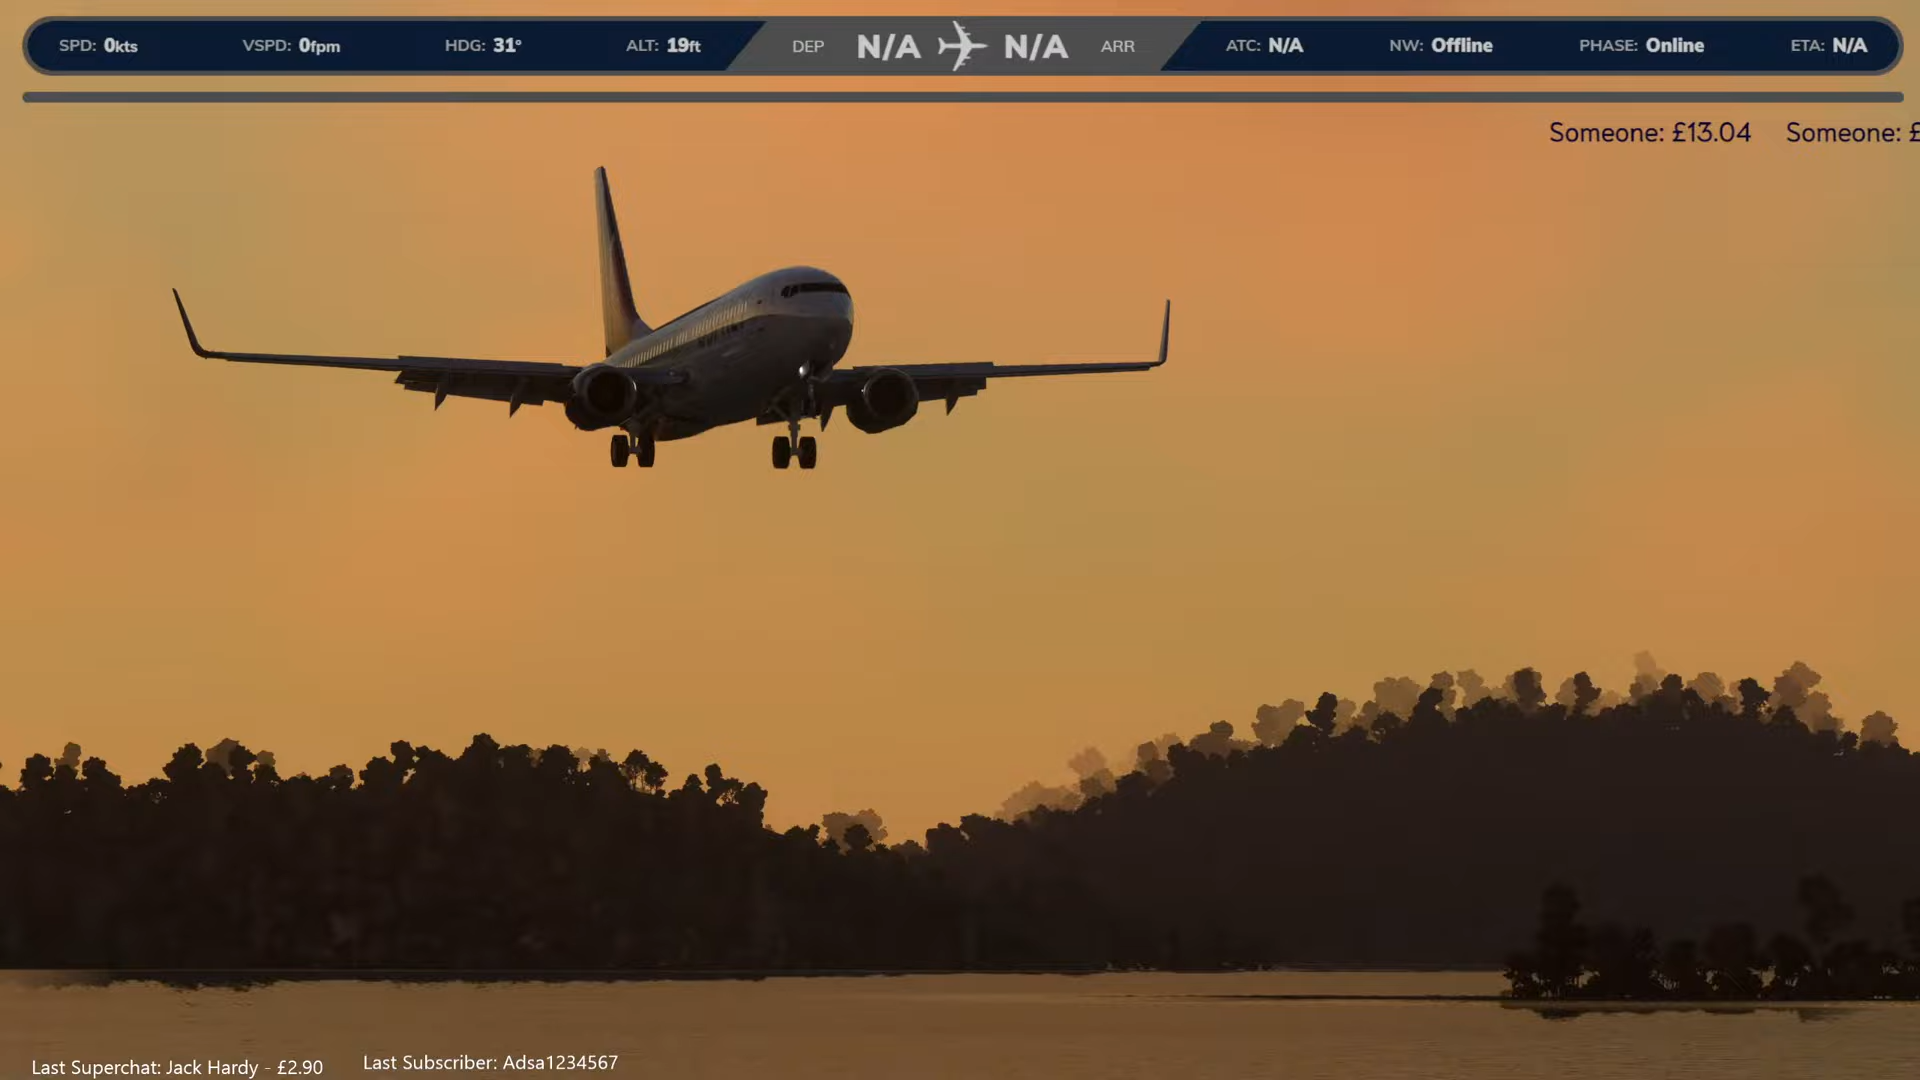 SPD: 0kts VSPD: 0fpm HDG: 31° ALT: 19ft DEP N/A N/A ARR ATC: N/A NW: Offline PHASE: Online ETA: N/A
Someone: £13.04 Someone: £
Last Superchat: Jack Hardy - £2.90 Last Subscriber: Adsa1234567